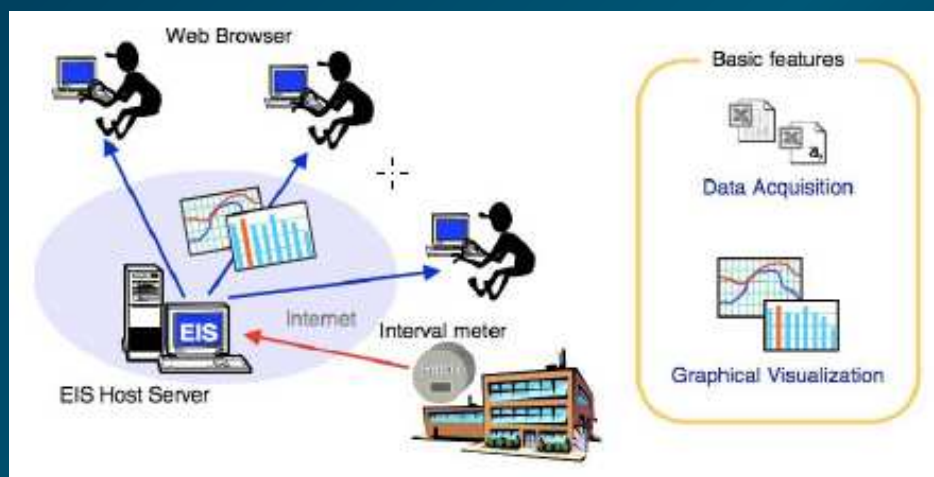 Web Browser
Basic features
a,
Data Acquisition
Internet
EIS
Interval meter
EIS Host Server
Graphical Visualization